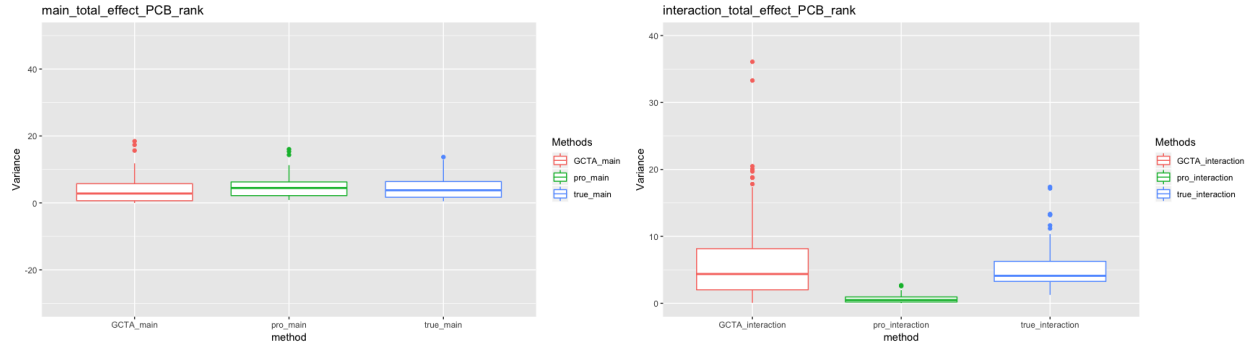 main_total_effect_PCB_rank
40
20
0
-20
Variance
GCTA_main
pro_main
true_main
method
Methods
GCTA_main
pro_main
true_main
interaction_total_effect_PCB_rank
40
30
20
10
0
Variance
GCTA_interaction
pro_interaction
true_interaction
method
Methods
GCTA_interaction
pro_interaction
true_interaction